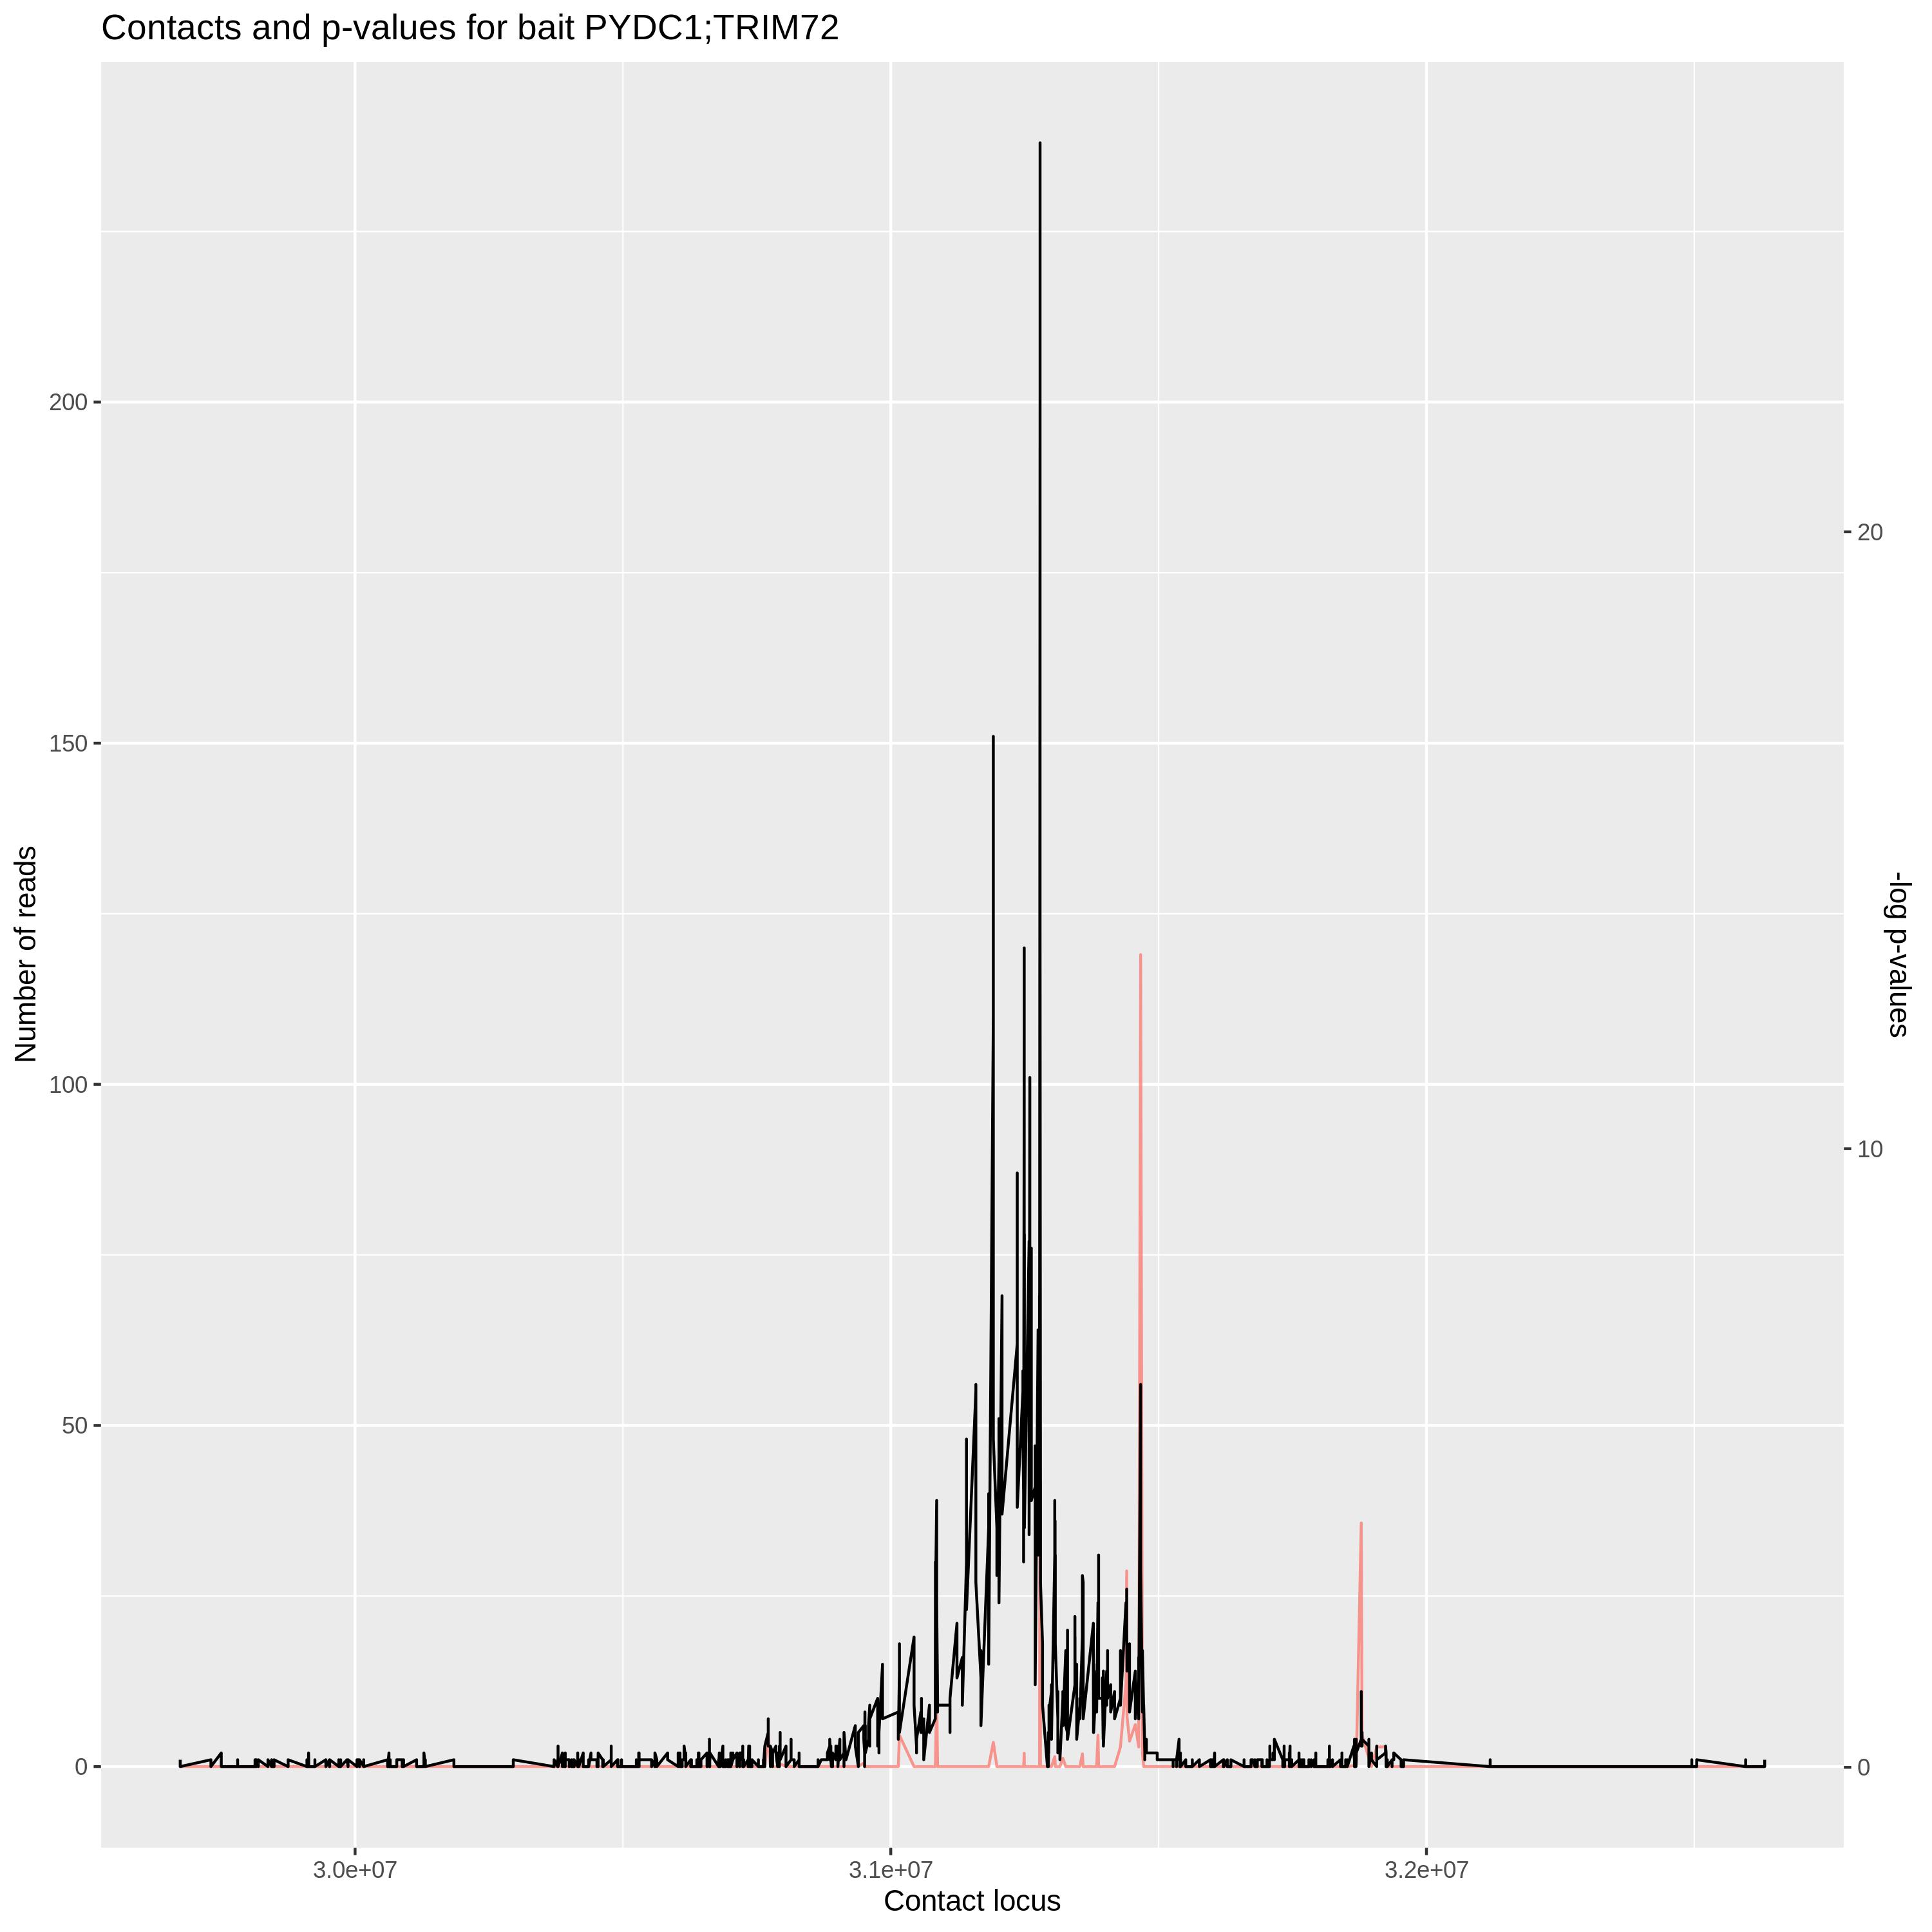 Contacts and p-values for bait PYDC1;TRIM72
200
150
100
50
0
Number of reads
20
10
0
-log p-values
3.0e+07
3.1e+07
3.2e+07
Contact locus